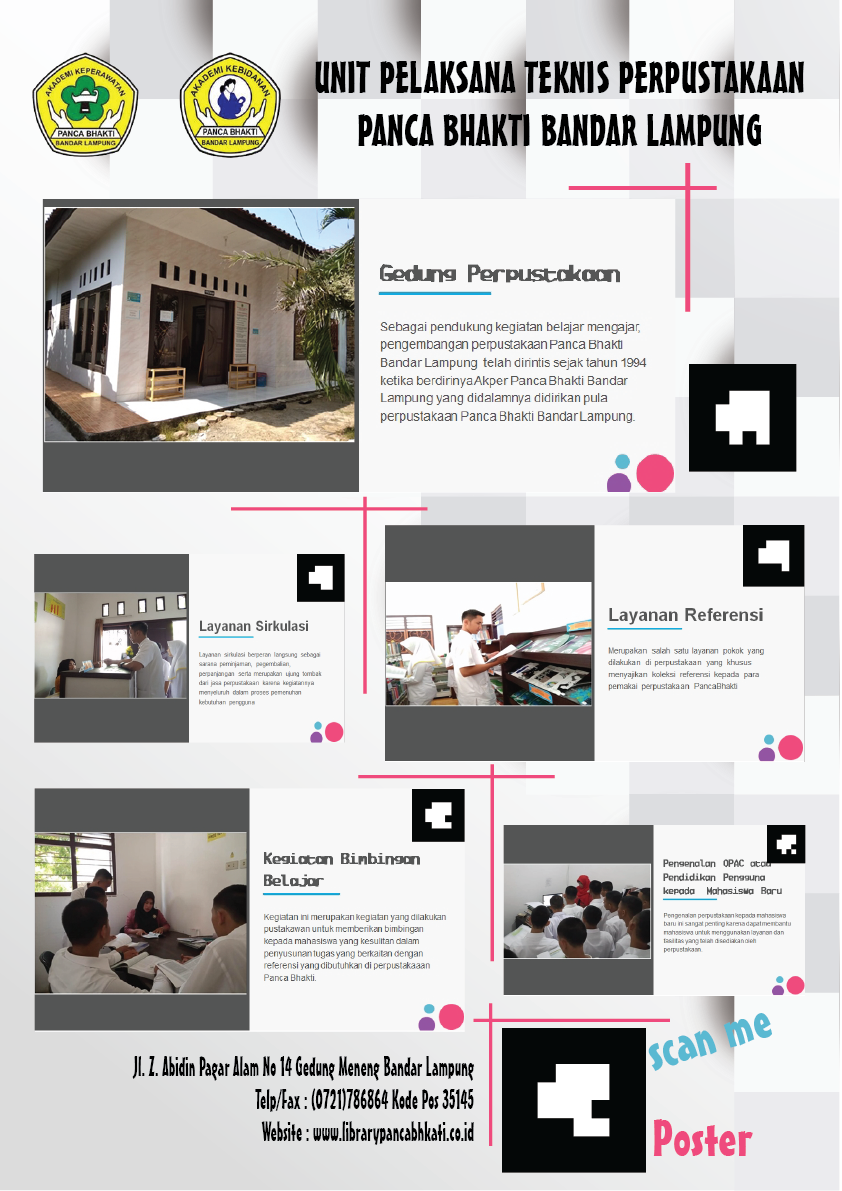 AKADEMI KEPERAWATAN
PANCA BHAKTI
BANDAR LAMPUNG
AKADEMI KEBIDANAN
PANCA BHAKTI
BANDAR LAMPUNG
UNIT PELAKSANA TEKNIS PERPUSTAKAAN
PANCA BHAKTI BANDAR LAMPUNG
Gedung Perpustakaan
Sebagai pendukung kegiatan belajar mengajar,
pengembangan perpustakaan Panca Bhakti
Bandar Lampung telah dirintis sejak tahun 1994
ketika berdirinya Akper Panca Bhakti Bandar
Lampung yang didalamnya didirikan pula
perpustakaan Panca Bhakti Bandar Lampung.
Layanan Sirkulasi
Layanan sirkulasi berperan langsung sebagai
sarana peminjaman, pegembalian,
perpanjangan serta merupakan ujung tombak
dari jasa perpustakaan karena kegiatannya
menyeluruh dalam proses pemenuhan
kebutuhan pengguna
Layanan Referensi
Merupakan salah satu layanan pokok yang
dilakukan di perpustakaan yang khusus
menyajikan koleksi referensi kepada para
pemakai perpustakaan PancaBhakti
Kegiatan Bimbingan
Belajar
Kegiatan ini merupakan kegiatan yang dilakukan
pustakawan untuk memberikan bimbingan
kepada mahasiswa yang kesulitan dalam
penyusunan tugas yang berkaitan dengan
referensi yang dibutuhkan di perpustakaaan
Panca Bhakti.
Pengenalan OPAC atau
Pendidikan Pengguna
kepada Mahasiswa Baru
Pengenalan perpustakaan kepada mahasiswa
baru ini sangat penting karena dapat membantu
mahasiswa untuk menggunakan layanan dan
fasilitas yang telah disediakan oleh
perpustakaan.
scan me
Poster
Jl. Z. Abidin Pagar Alam No 14 Gedung Meneng Bandar Lampung
Telp/Fax : (0721)786864 Kode Pos 35145
Website : www.librarypancabhkati.co.id